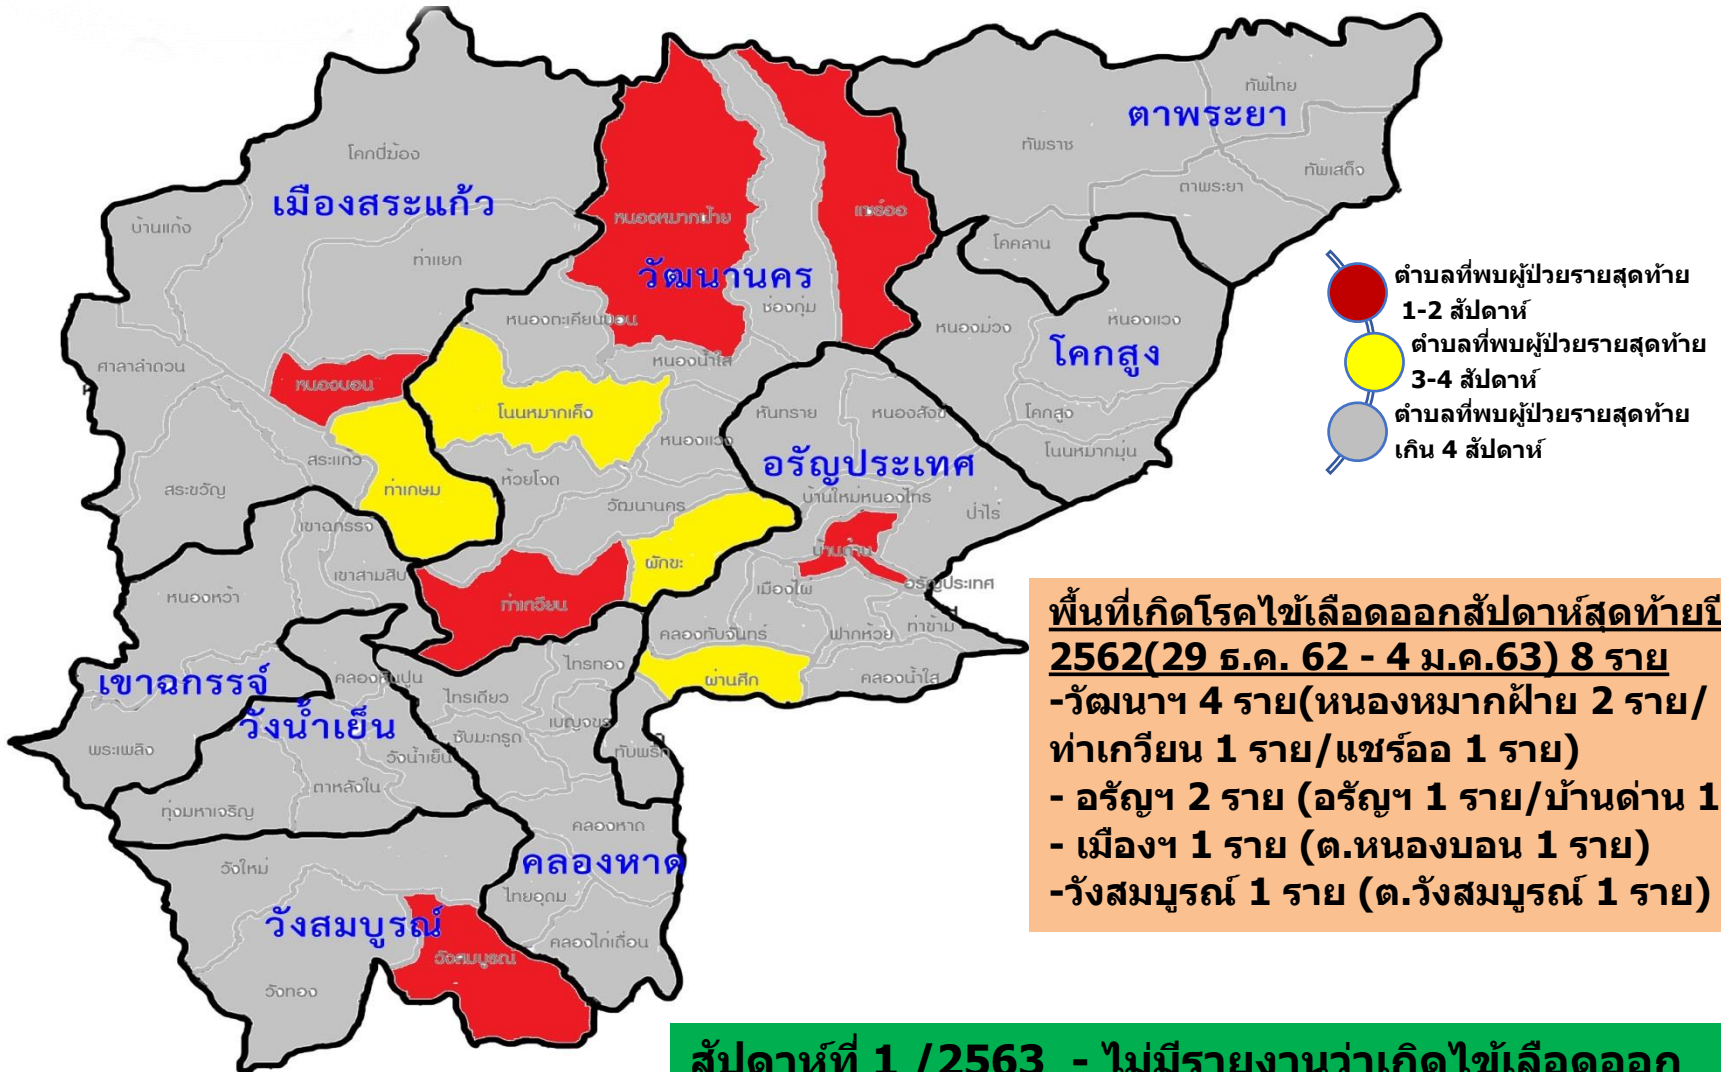 ทัพไทย
ตาพระยา
ทัพราช
ทัพเสด็จ
ตาพระยา
โคคลาน
โคกปี่ฆ้อง
เมืองสระแก้ว
บ้านแก้ง
ท่าแยก
หนองหมากฝ้าย
แซร์ออ
วัฒนานคร
ช่องกุ่ม
หนองตะเคียนบอน
หนองน้ำใส
หนองม่วง
หนองแวง
โคกสูง
โคกสูง
โนนหมากมุ่น
ศาลาลำดวน
หนองบอน
โนนหมากเค็ง
หันทราย
หนองสังข์
หนองแวง
อรัญประเทศ
สระแก้ว
ท่าเกษม
ห้วยโจด
สระขวัญ
วัฒนานคร
บ้านใหม่หนองไทร
ป่าไร่
เขาฉกรรจ์
บ้านด่าน
ผักขะ
เขาสามสิบ
เมืองไผ่
อรัญประเทศ
หนองหว้า
ท่าเกวียน
คลองทับจันทร์
ฟากห้วย
ท่าข้าม
เขาฉกรรจ์
คลองหินปูน
ไทรทอง
ไทรเดี่ยว
ผ่านศึก
คลองน้ำใส
วังน้ำเย็น
เบญจขร
ซับมะกรูด
พระเพลิง
วังน้ำเย็น
ทับพริก
ตาหลังใน
ทุ่งมหาเจริญ
คลองหาด
คลองหาด
วังใหม่
ไทยอุดม
วังสมบูรณ์
คลองไก่เถื่อน
วังสมบูรณ์
วังทอง
ตำบลที่พบผู้ป่วยรายสุดท้าย
1-2 สัปดาห์
ตำบลที่พบผู้ป่วยรายสุดท้าย
3-4 สัปดาห์
ตำบลที่พบผู้ป่วยรายสุดท้าย
เกิน 4 สัปดาห์
พื้นที่เกิดโรคไข้เลือดออกสัปดาห์สุดท้ายปี
2562(29 ธ.ค. 62 - 4 ม.ค.63) 8 ราย
-วัฒนาฯ 4 ราย(หนองหมากฝ้าย 2 ราย/
ท่าเกวียน 1 ราย/แชร์ออ 1 ราย)
- อรัญฯ 2 ราย (อรัญฯ 1 ราย/บ้านด่าน 1
- เมืองฯ 1 ราย (ต.หนองบอน 1 ราย)
-วังสมบูรณ์ 1 ราย (ต.วังสมบูรณ์ 1 ราย)
สัปดาห์ที่ 1 /2563 - ไม่มีรายงานว่าเกิดไข้เลือดออก